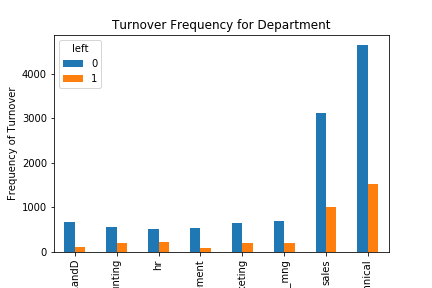 Turnover Frequency for Department
left
0
1
Frequency of Turnover
4000
3000
2000
1000
0
andD
nting
hr
ment
eting
_mng
sales
nical